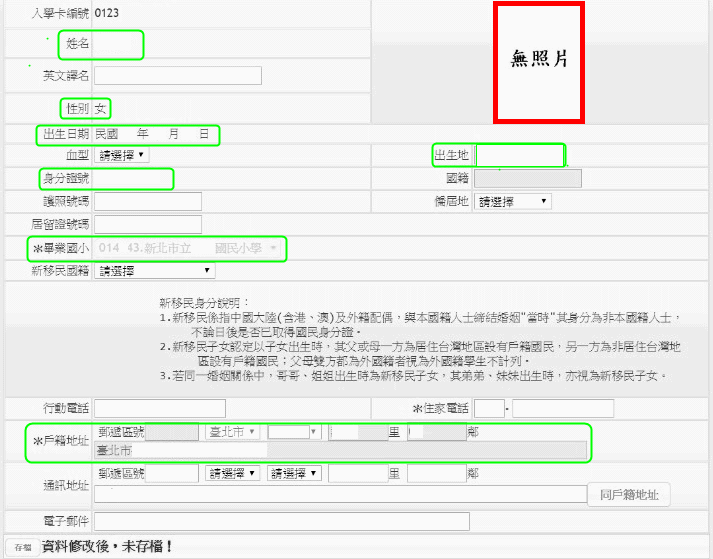 入學卡編號 0123
姓名
無照片
英文譯名
性別 女
出生日期 民國 年 月 日
血型 請選擇 出生地
身分證號 國籍
護照號碼 僑居地 請選擇
居留證號碼
*畢業國小 014 43.新北市立 國民小學
新移民國籍 請選擇
新移民身分說明：
1.新移民係指中國大陸(含港、澳)及外籍配偶，與本國籍人士締結婚姻"當時"其身分為非本國籍人士，
不論日後是否已取得國民身分證。
2.新移民子女認定以子女出生時，其父或母一方為居住台灣地區設有戶籍國民，另一方為非居住台灣地
區設有戶籍國民；父母雙方都為外國籍者視為外國籍學生不計列。
3.若同一婚姻關係中，哥哥、姐姐出生時為新移民子女，其弟弟、妹妹出生時，亦視為新移民子女。
行動電話 *住家電話 -
*戶籍地址 郵遞區號 臺北市 里 鄰
臺北市
通訊地址 郵遞區號 請選擇 請選擇 里 鄰
同戶籍地址
電子郵件
存檔 資料修改後，未存檔！